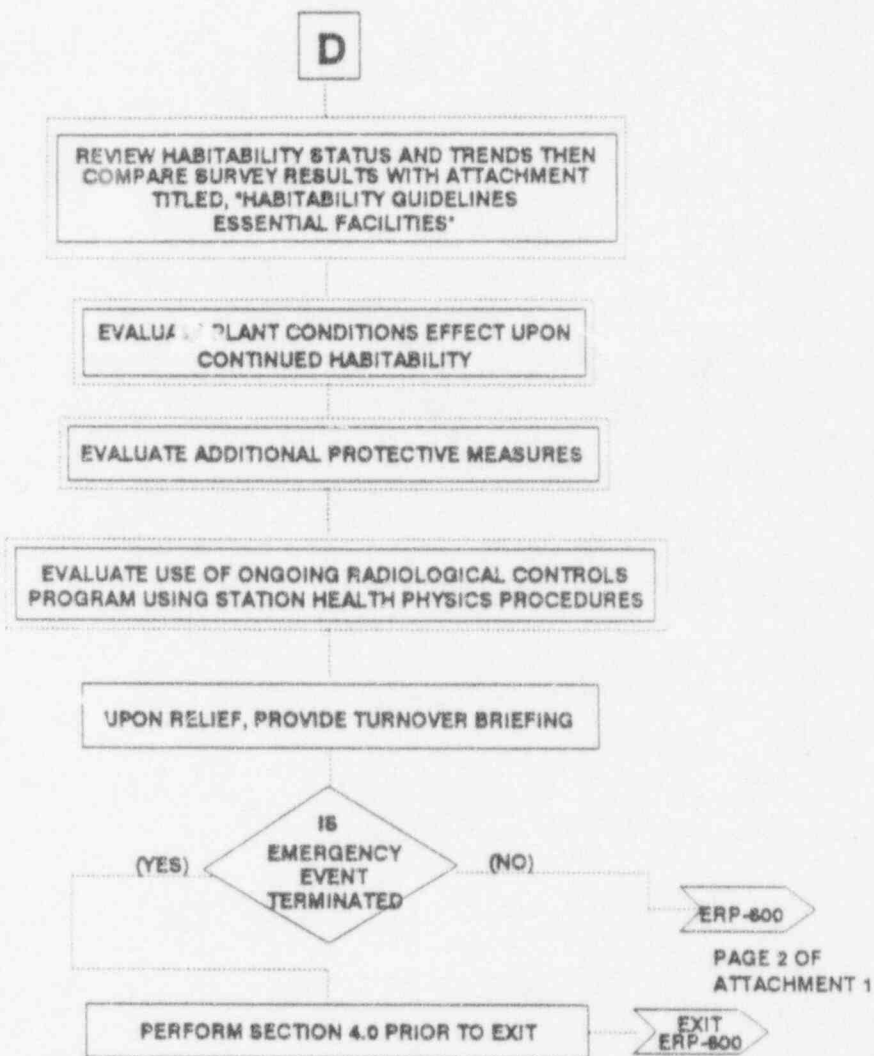 D
REVIEW HABITABILITY STATUS AND TRENDS THEN
COMPARE SURVEY RESULTS WITH ATTACHMENT
TITLED, "HABITABILITY GUIDELINES
ESSENTIAL FACILITIES"
PLANT CONDITIONS EFFECT UPON
CONTINUED HABITABILITY
EVALUATE ADDITIONAL PROTECTIVE MEASURES
EVALUATE USE OF ONGOING RADIOLOGICAL CONTROLS
PROGRAM USING STATION HEALTH PHYSICS PROCEDURES
UPON RELIEF, PROVIDE TURNOVER BRIEFING
IS
EMERGENCY
EVENT
TERMINATED
(YES)
(NO)
ERP-600
PAGE 2 OF
ATTACHMENT 1
PERFORM SECTION 4.0 PRIOR TO EXIT
EXIT
ERP-600